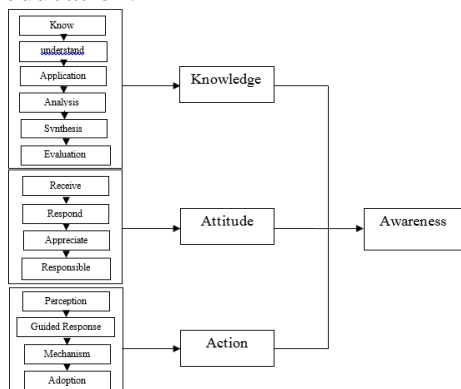 Know
understand
Application
Analysis
Synthesis
Evaluation
Knowledge
Receive
Respond
Appreciate
Responsible
Attitude
Awareness
Perception
Guided Response
Mechanism
Adoption
Action